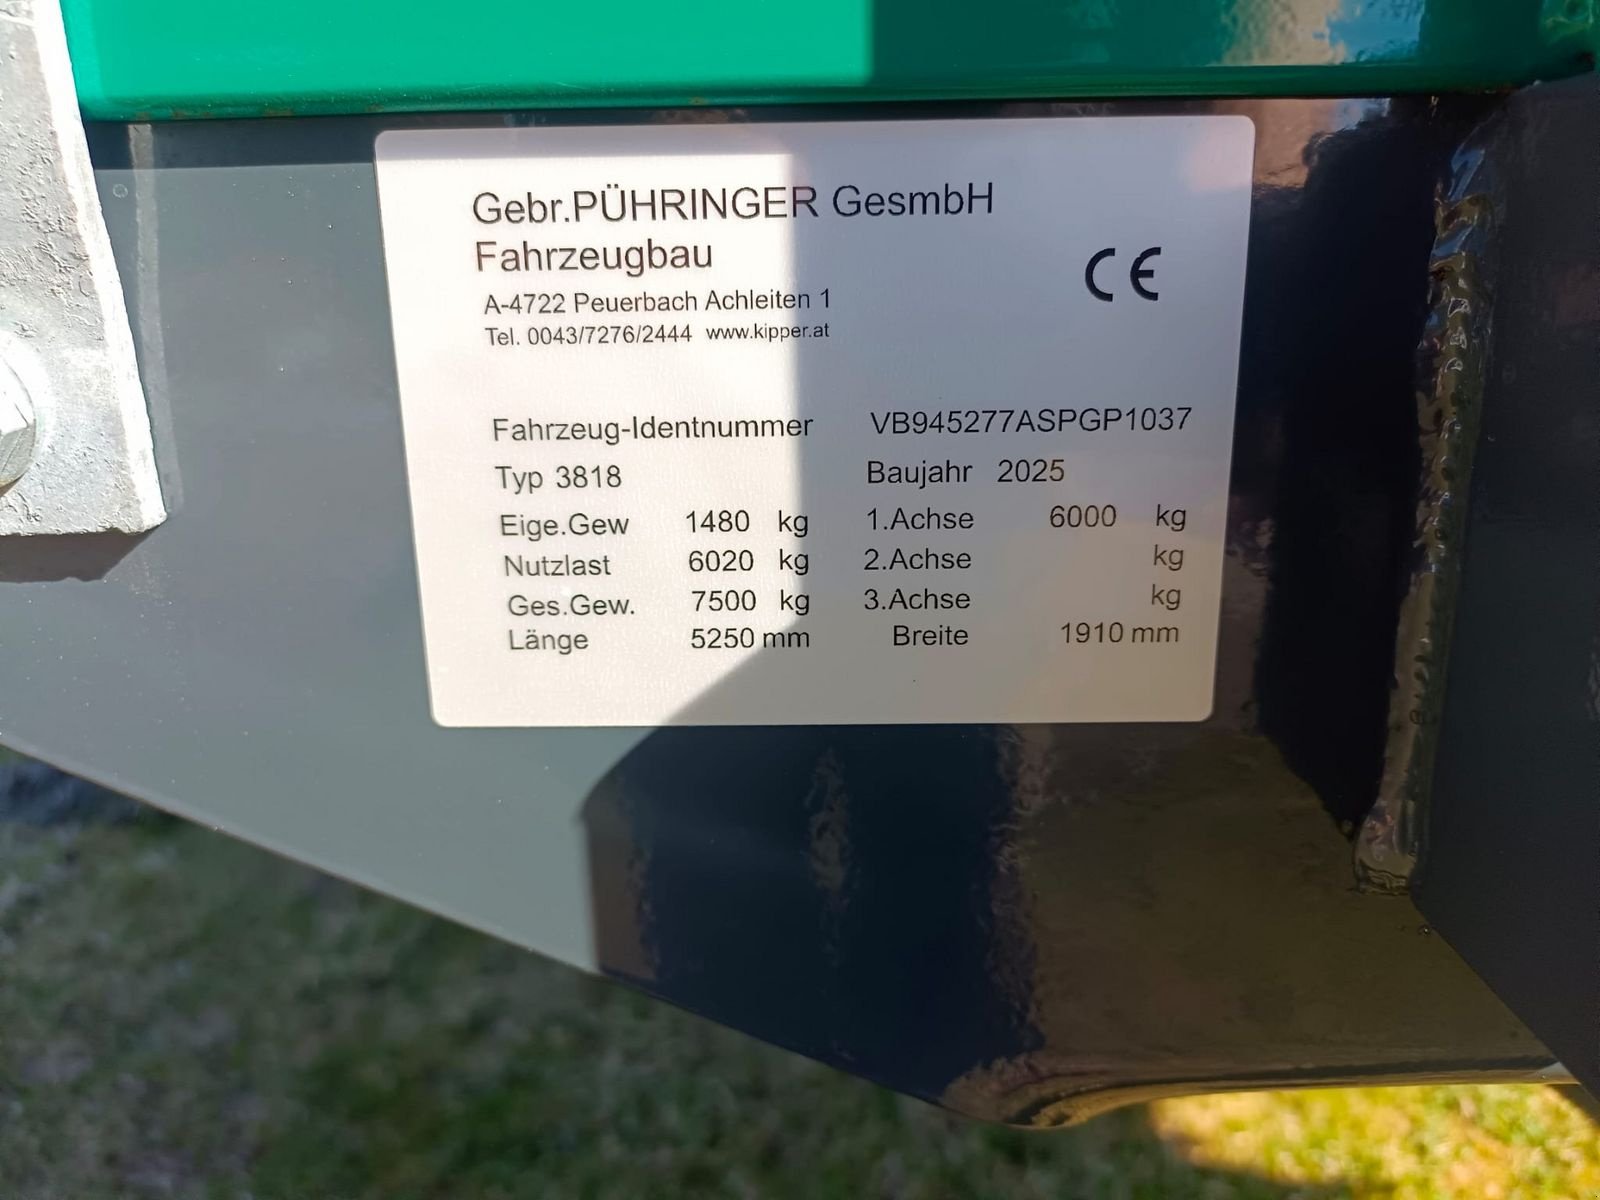 Gebr.PÜHRINGER GesmbH
Fahrzeugbau
CE
A-4722 Peuerbach Achleiten 1
Tel. 0043/7276/2444 www.kipper.at
Fahrzeug-Identnummer VB945277ASPGP1037
Typ 3818 Baujahr 2025
Eige.Gew 1480 kg 1.Achse 6000 kg
Nutzlast 6020 kg 2.Achse kg
Ges.Gew. 7500 kg 3.Achse kg
Länge 5250 mm Breite 1910 mm